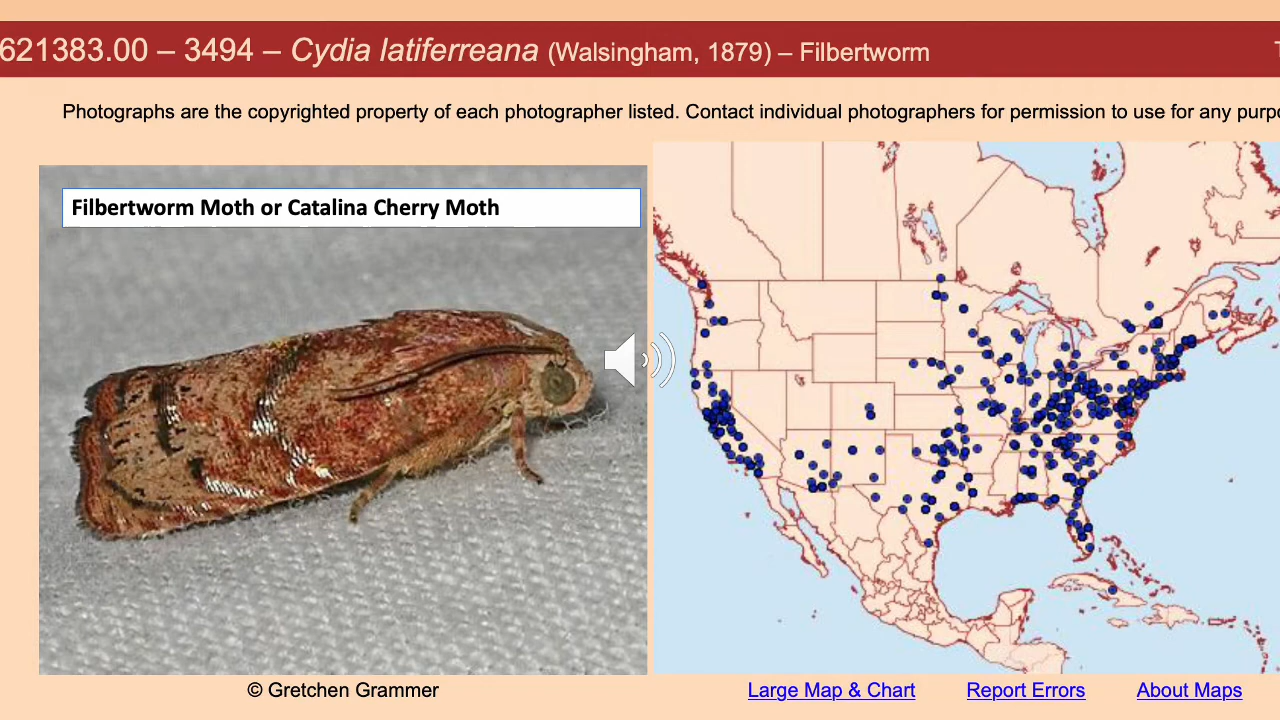 621383.00 – 3494 – Cydia latiferreana (Walsingham, 1879) – Filbertworm
Photographs are the copyrighted property of each photographer listed. Contact individual photographers for permission to use for any
Filbertworm Moth or Catalina Cherry Moth
© Gretchen Grammer
Large Map & Chart Report Errors About Maps